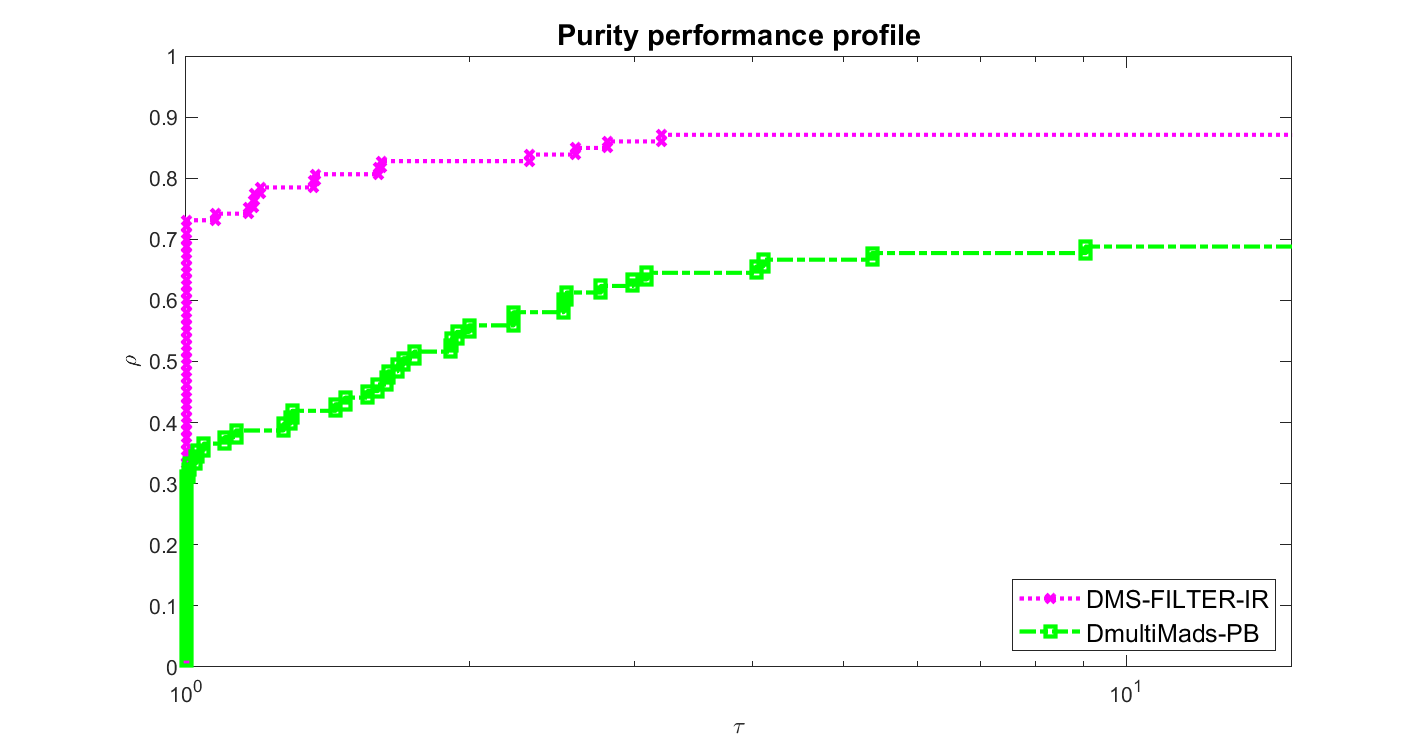 Purity performance profile
1
0.9
0.8
0.7
0.6
0.5
0.4
0.3
0.2
0.1
0
ρ
10^0
10^1
τ
DMS-FILTER-IR
DmultiMads-PB